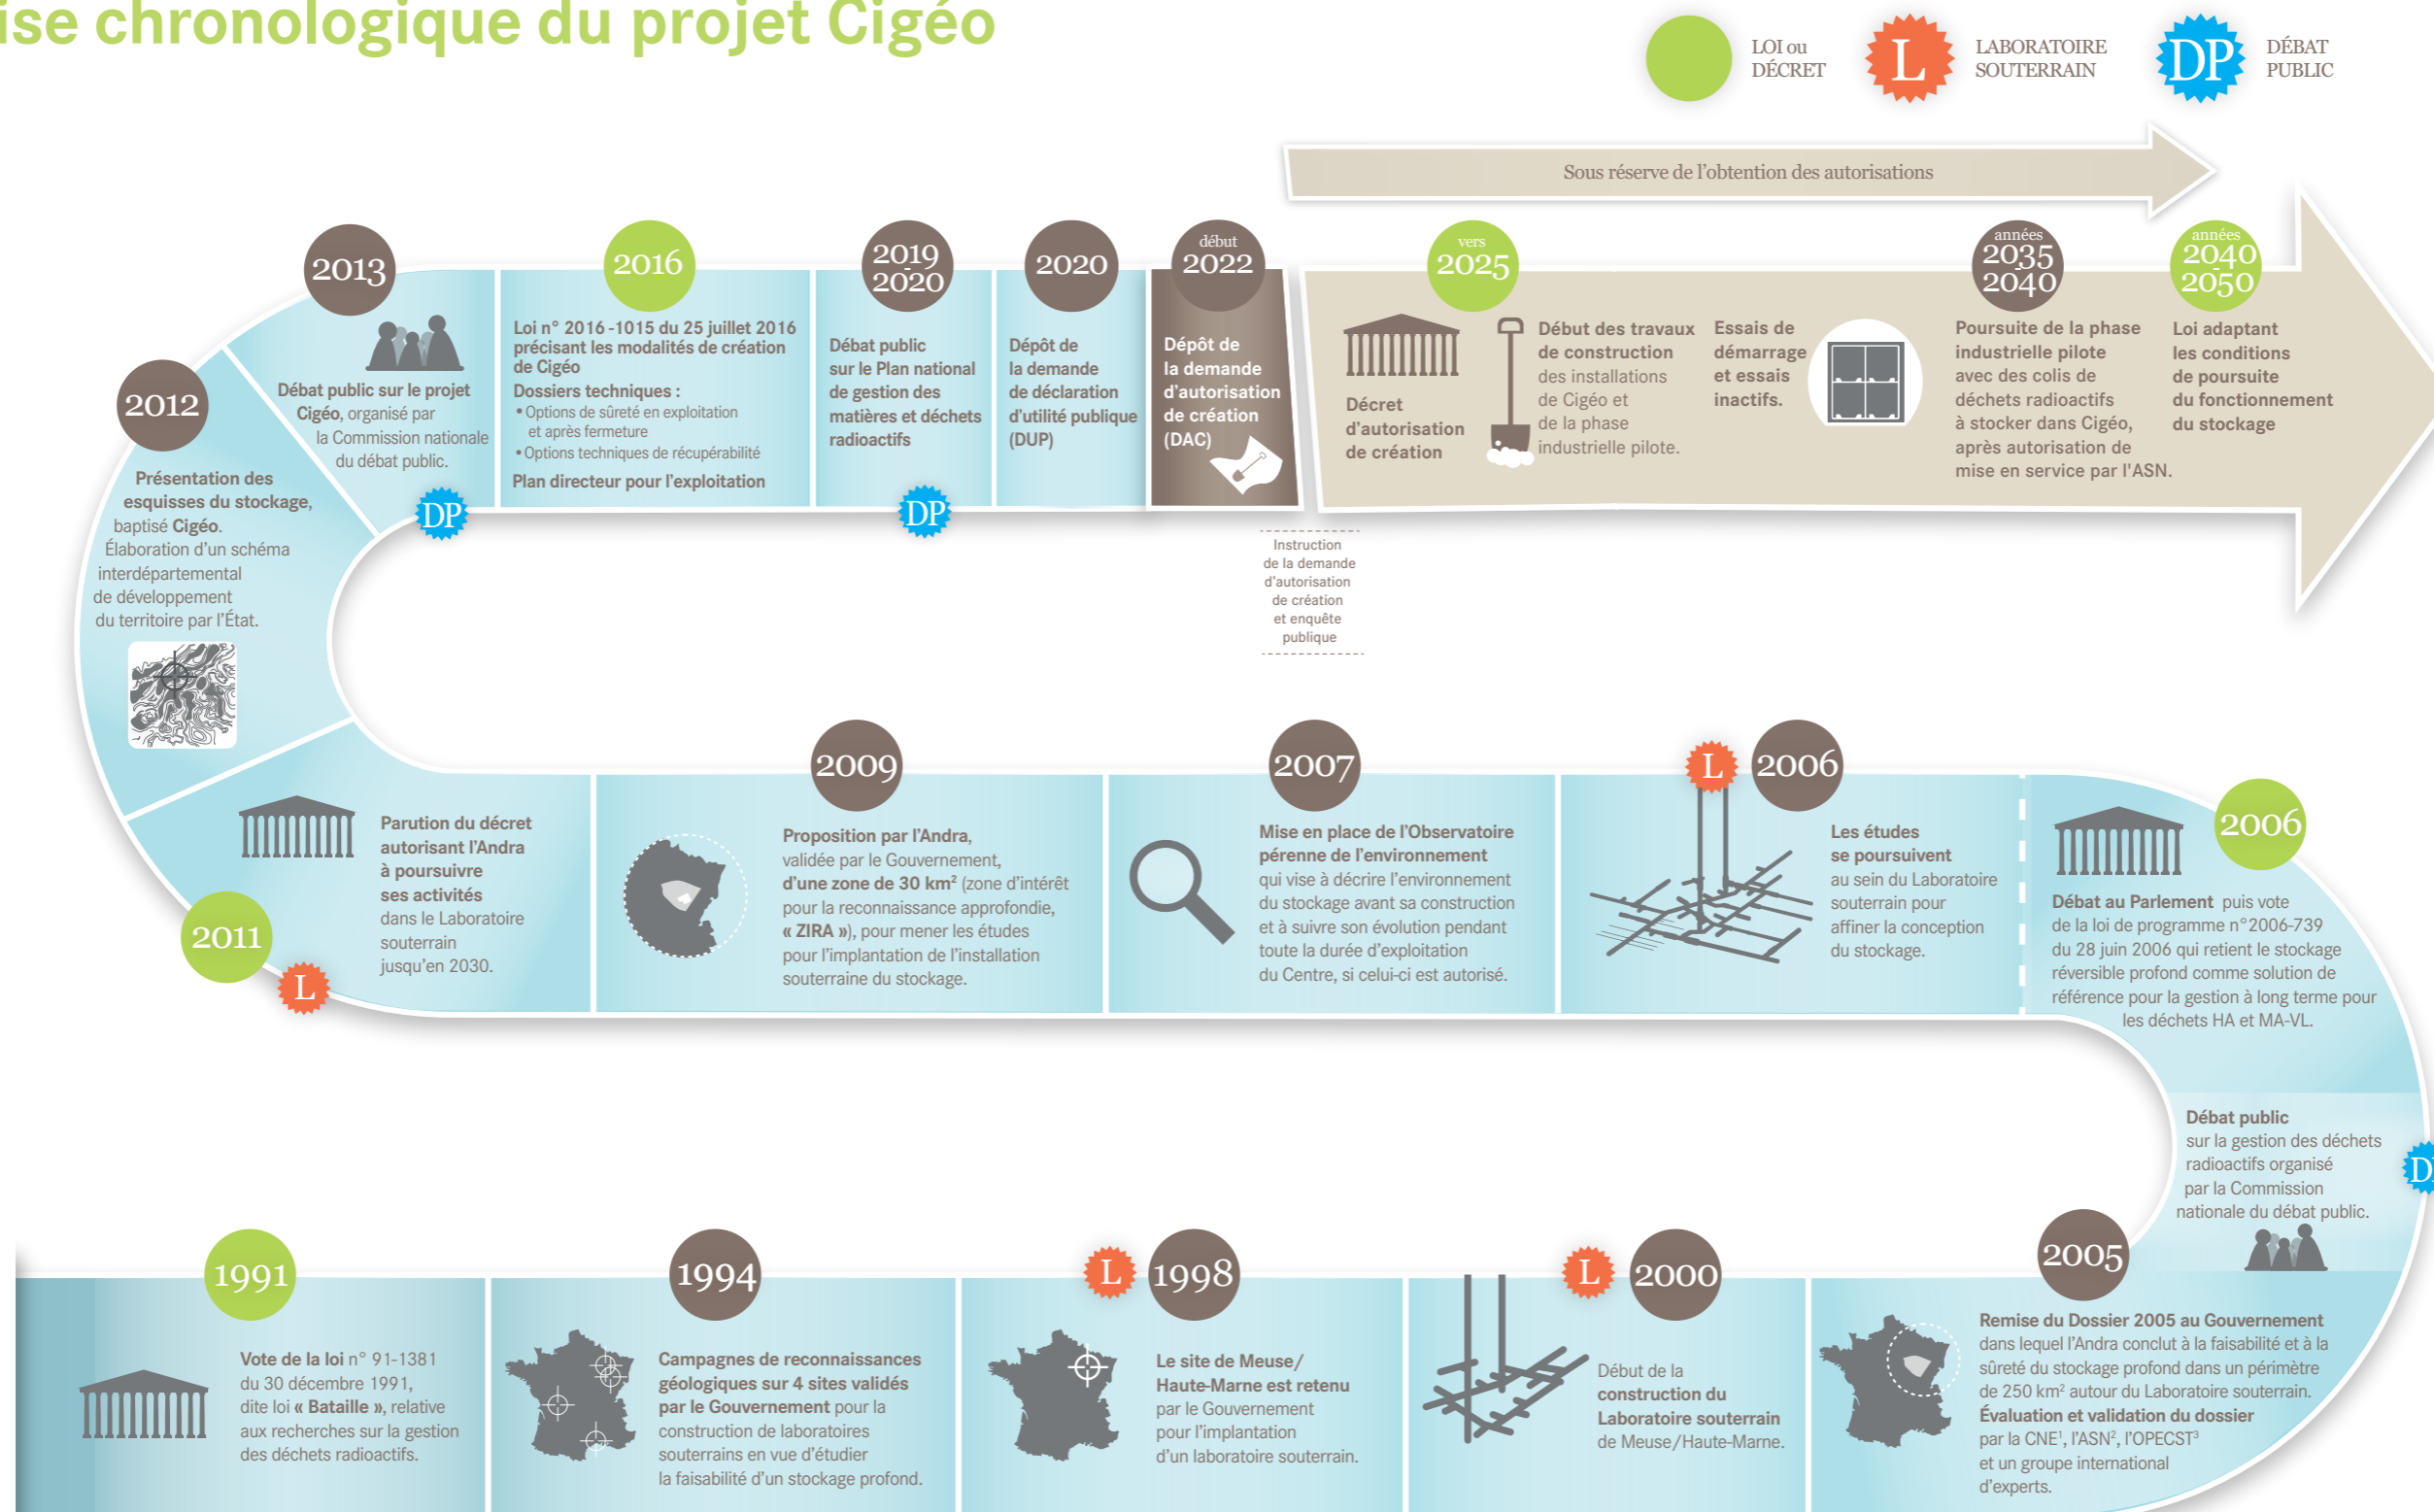 ise chronologique du projet Cigéo
LOI ou
DÉCRET
L
LABORATOIRE
SOUTERRAIN
DP
DÉBAT
PUBLIC
Sous réserve de l'obtention des autorisations
2012
Présentation des
esquisses du stockage,
baptisé Cigéo.
Élaboration d'un schéma
interdépartemental
de développement
du territoire par l'État.
2013
Débat public sur le projet
Cigéo, organisé par
la Commission nationale
du débat public.
DP
2016
Loi n° 2016 -1015 du 25 juillet 2016
précisant les modalités de création
de Cigéo
Dossiers techniques :
• Options de sûreté en exploitation
et après fermeture
• Options techniques de récupérabilité
Plan directeur pour l'exploitation
2019
2020
Débat public
sur le Plan national
de gestion des
matières et déchets
radioactifs
DP
2020
Dépôt de
la demande
de déclaration
d'utilité publique
(DUP)
début
2022
Dépôt de
la demande
d'autorisation
de création
(DAC)
Instruction
de la demande
d'autorisation
de création
et enquête
publique
vers
2025
Décret
d'autorisation
de création
Début des travaux
de construction
des installations
de Cigéo et
de la phase
industrielle pilote.
Essais de
démarrage
et essais
inactifs.
années
2035
2040
Poursuite de la phase
industrielle pilote
avec des colis de
déchets radioactifs
à stocker dans Cigéo,
après autorisation de
mise en service par l'ASN.
années
2040
2050
Loi adaptant
les conditions
de poursuite
du fonctionnement
du stockage
2011
L
Parution du décret
autorisant l'Andra
à poursuivre
ses activités
dans le Laboratoire
souterrain
jusqu'en 2030.
2009
Proposition par l'Andra,
validée par le Gouvernement,
d'une zone de 30 km² (zone d'intérêt
pour la reconnaissance approfondie,
« ZIRA »), pour mener les études
pour l'implantation de l'installation
souterraine du stockage.
2007
Mise en place de l'Observatoire
pérenne de l'environnement
qui vise à décrire l'environnement
du stockage avant sa construction
et à suivre son évolution pendant
toute la durée d'exploitation
du Centre, si celui-ci est autorisé.
L
2006
Les études
se poursuivent
au sein du Laboratoire
souterrain pour
affiner la conception
du stockage.
2006
Débat au Parlement puis vote
de la loi de programme n°2006-739
du 28 juin 2006 qui retient le stockage
réversible profond comme solution de
référence pour la gestion à long terme pour
les déchets HA et MA-VL.
Débat public
sur la gestion des déchets
radioactifs organisé
par la Commission
nationale du débat public.
1991
Vote de la loi n° 91-1381
du 30 décembre 1991,
dite loi « Bataille », relative
aux recherches sur la gestion
des déchets radioactifs.
1994
Campagnes de reconnaissances
géologiques sur 4 sites validés
par le Gouvernement pour la
construction de laboratoires
souterrains en vue d'étudier
la faisabilité d'un stockage profond.
L
1998
Le site de Meuse/
Haute-Marne est retenu
par le Gouvernement
pour l'implantation
d'un laboratoire souterrain.
L
2000
Début de la
construction du
Laboratoire souterrain
de Meuse/Haute-Marne.
2005
Remise du Dossier 2005 au Gouvernement
dans lequel l'Andra conclut à la faisabilité et à la
sûreté du stockage profond dans un périmètre
de 250 km² autour du Laboratoire souterrain.
Évaluation et validation du dossier
par la CNE¹, l'ASN², l'OPECST³
et un groupe international
d'experts.